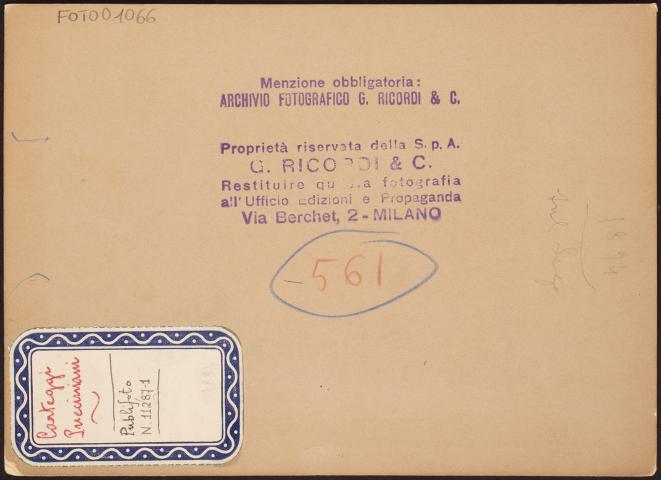 FOTO01066
Menzione obbligatoria:
ARCHIVIO FOTOGRAFICO G. RICORDI & C.
Proprietà riservata della S. p. A.
G. RICORDI & C.
Restituire fotografia
all' Ufficio Edizioni e Propaganda
Via Berchet, 2 - MILANO
561
1894
Carteggi
Pucciniani
Publifoto
N. 11287-1